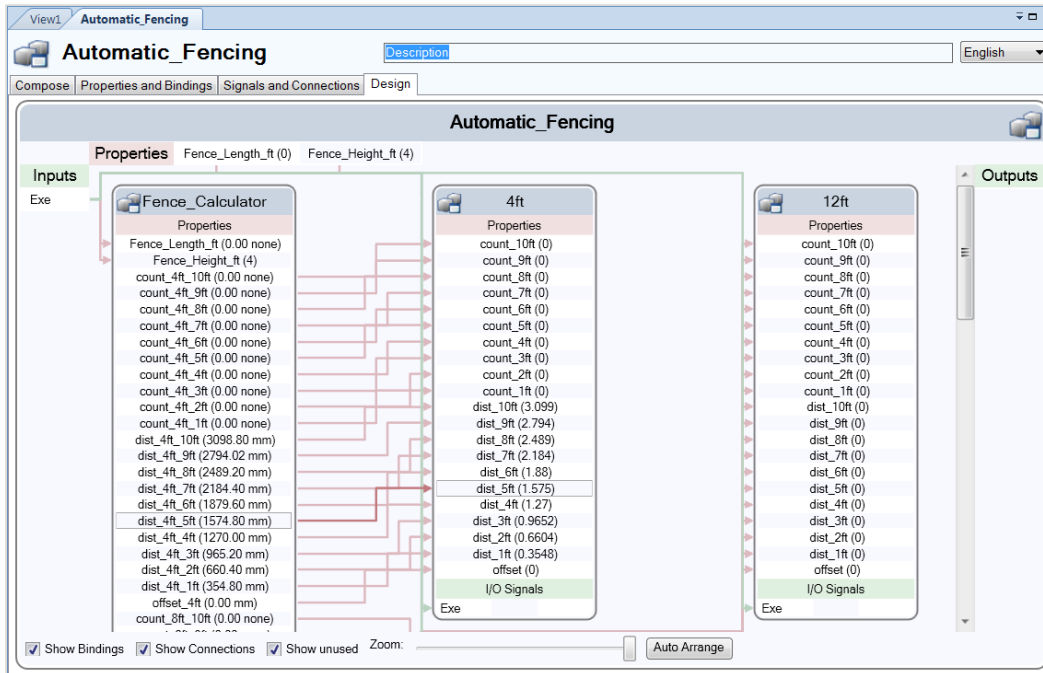 View1 Automatic_Fencing
Automatic_Fencing Description English
Compose Properties and Bindings Signals and Connections Design
Automatic_Fencing
Properties Fence_Length_ft (0) Fence_Height_ft (4)
Inputs
Exe
Outputs
Fence_Calculator
Properties
Fence_Length_ft (0.00 none)
Fence_Height_ft (4)
count_4ft_10ft (0.00 none)
count_4ft_9ft (0.00 none)
count_4ft_8ft (0.00 none)
count_4ft_7ft (0.00 none)
count_4ft_6ft (0.00 none)
count_4ft_5ft (0.00 none)
count_4ft_4ft (0.00 none)
count_4ft_3ft (0.00 none)
count_4ft_2ft (0.00 none)
count_4ft_1ft (0.00 none)
dist_4ft_10ft (3098.80 mm)
dist_4ft_9ft (2794.02 mm)
dist_4ft_8ft (2489.20 mm)
dist_4ft_7ft (2184.40 mm)
dist_4ft_6ft (1879.60 mm)
dist_4ft_5ft (1574.80 mm)
dist_4ft_4ft (1270.00 mm)
dist_4ft_3ft (965.20 mm)
dist_4ft_2ft (660.40 mm)
dist_4ft_1ft (354.80 mm)
offset_4ft (0.00 mm)
count_8ft_10ft (0.00 none)
4ft
Properties
count_10ft (0)
count_9ft (0)
count_8ft (0)
count_7ft (0)
count_6ft (0)
count_5ft (0)
count_4ft (0)
count_3ft (0)
count_2ft (0)
count_1ft (0)
dist_10ft (3.099)
dist_9ft (2.794)
dist_8ft (2.489)
dist_7ft (2.184)
dist_6ft (1.88)
dist_5ft (1.575)
dist_4ft (1.27)
dist_3ft (0.9652)
dist_2ft (0.6604)
dist_1ft (0.3548)
offset (0)
I/O Signals
Exe
12ft
Properties
count_10ft (0)
count_9ft (0)
count_8ft (0)
count_7ft (0)
count_6ft (0)
count_5ft (0)
count_4ft (0)
count_3ft (0)
count_2ft (0)
count_1ft (0)
dist_10ft (0)
dist_9ft (0)
dist_8ft (0)
dist_7ft (0)
dist_6ft (0)
dist_5ft (0)
dist_4ft (0)
dist_3ft (0)
dist_2ft (0)
dist_1ft (0)
offset (0)
I/O Signals
Exe
Show Bindings Show Connections Show unused Zoom: Auto Arrange